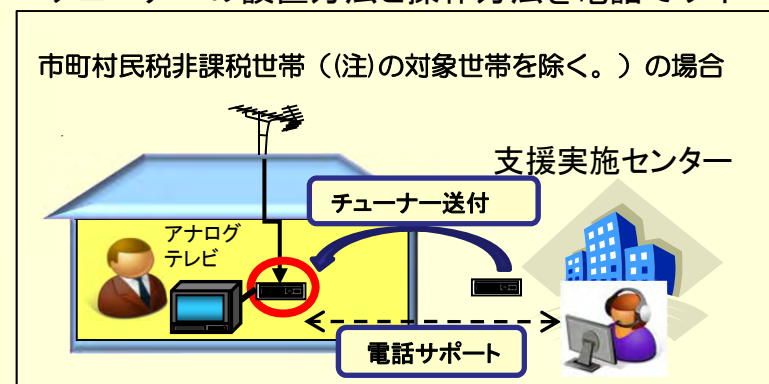 市町村民税非課税世帯（(注)の対象世帯を除く。）の場合
支援実施センター
チューナー送付
アナログ
テレビ
電話サポート